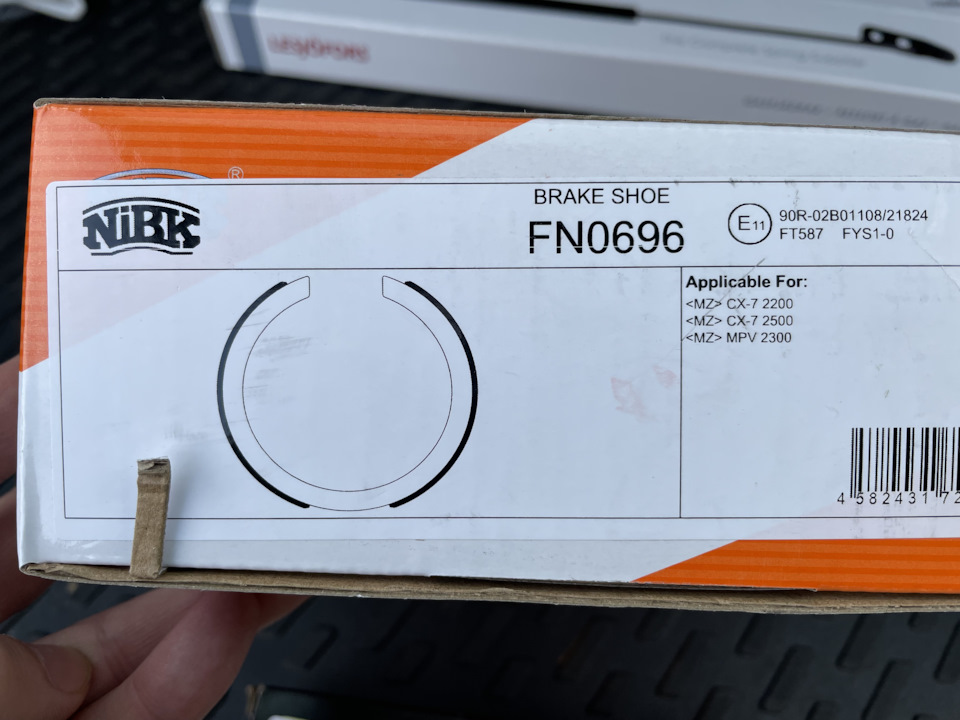 ®
NiBK
BRAKE SHOE
FN0696
E11
90R-02B01108/21824
FT587 FYS1-0
Applicable For:
<MZ> CX-7 2200
<MZ> CX-7 2500
<MZ> MPV 2300
4 582431 72